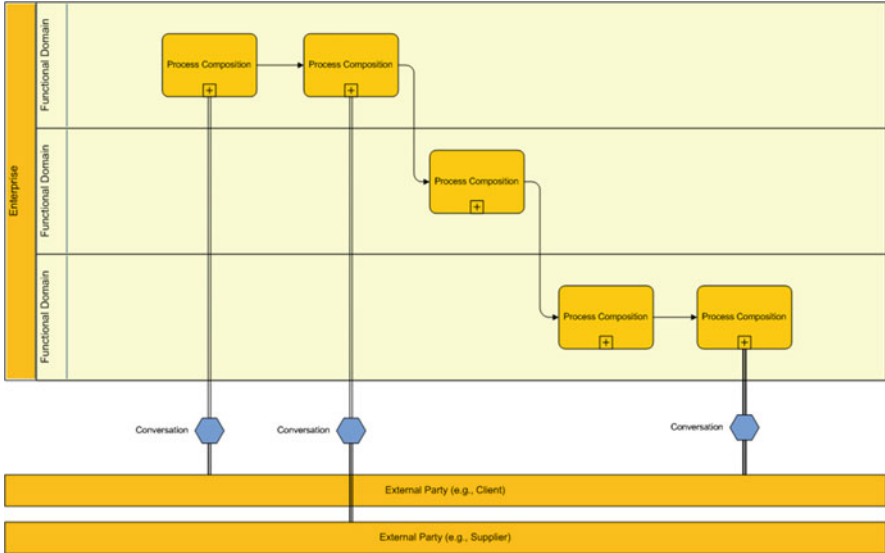 Enterprise
Functional Domain
Process Composition
Process Composition
Functional Domain
Process Composition
Functional Domain
Process Composition
Process Composition
Conversation
Conversation
Conversation
External Party (e.g., Client)
External Party (e.g., Supplier)